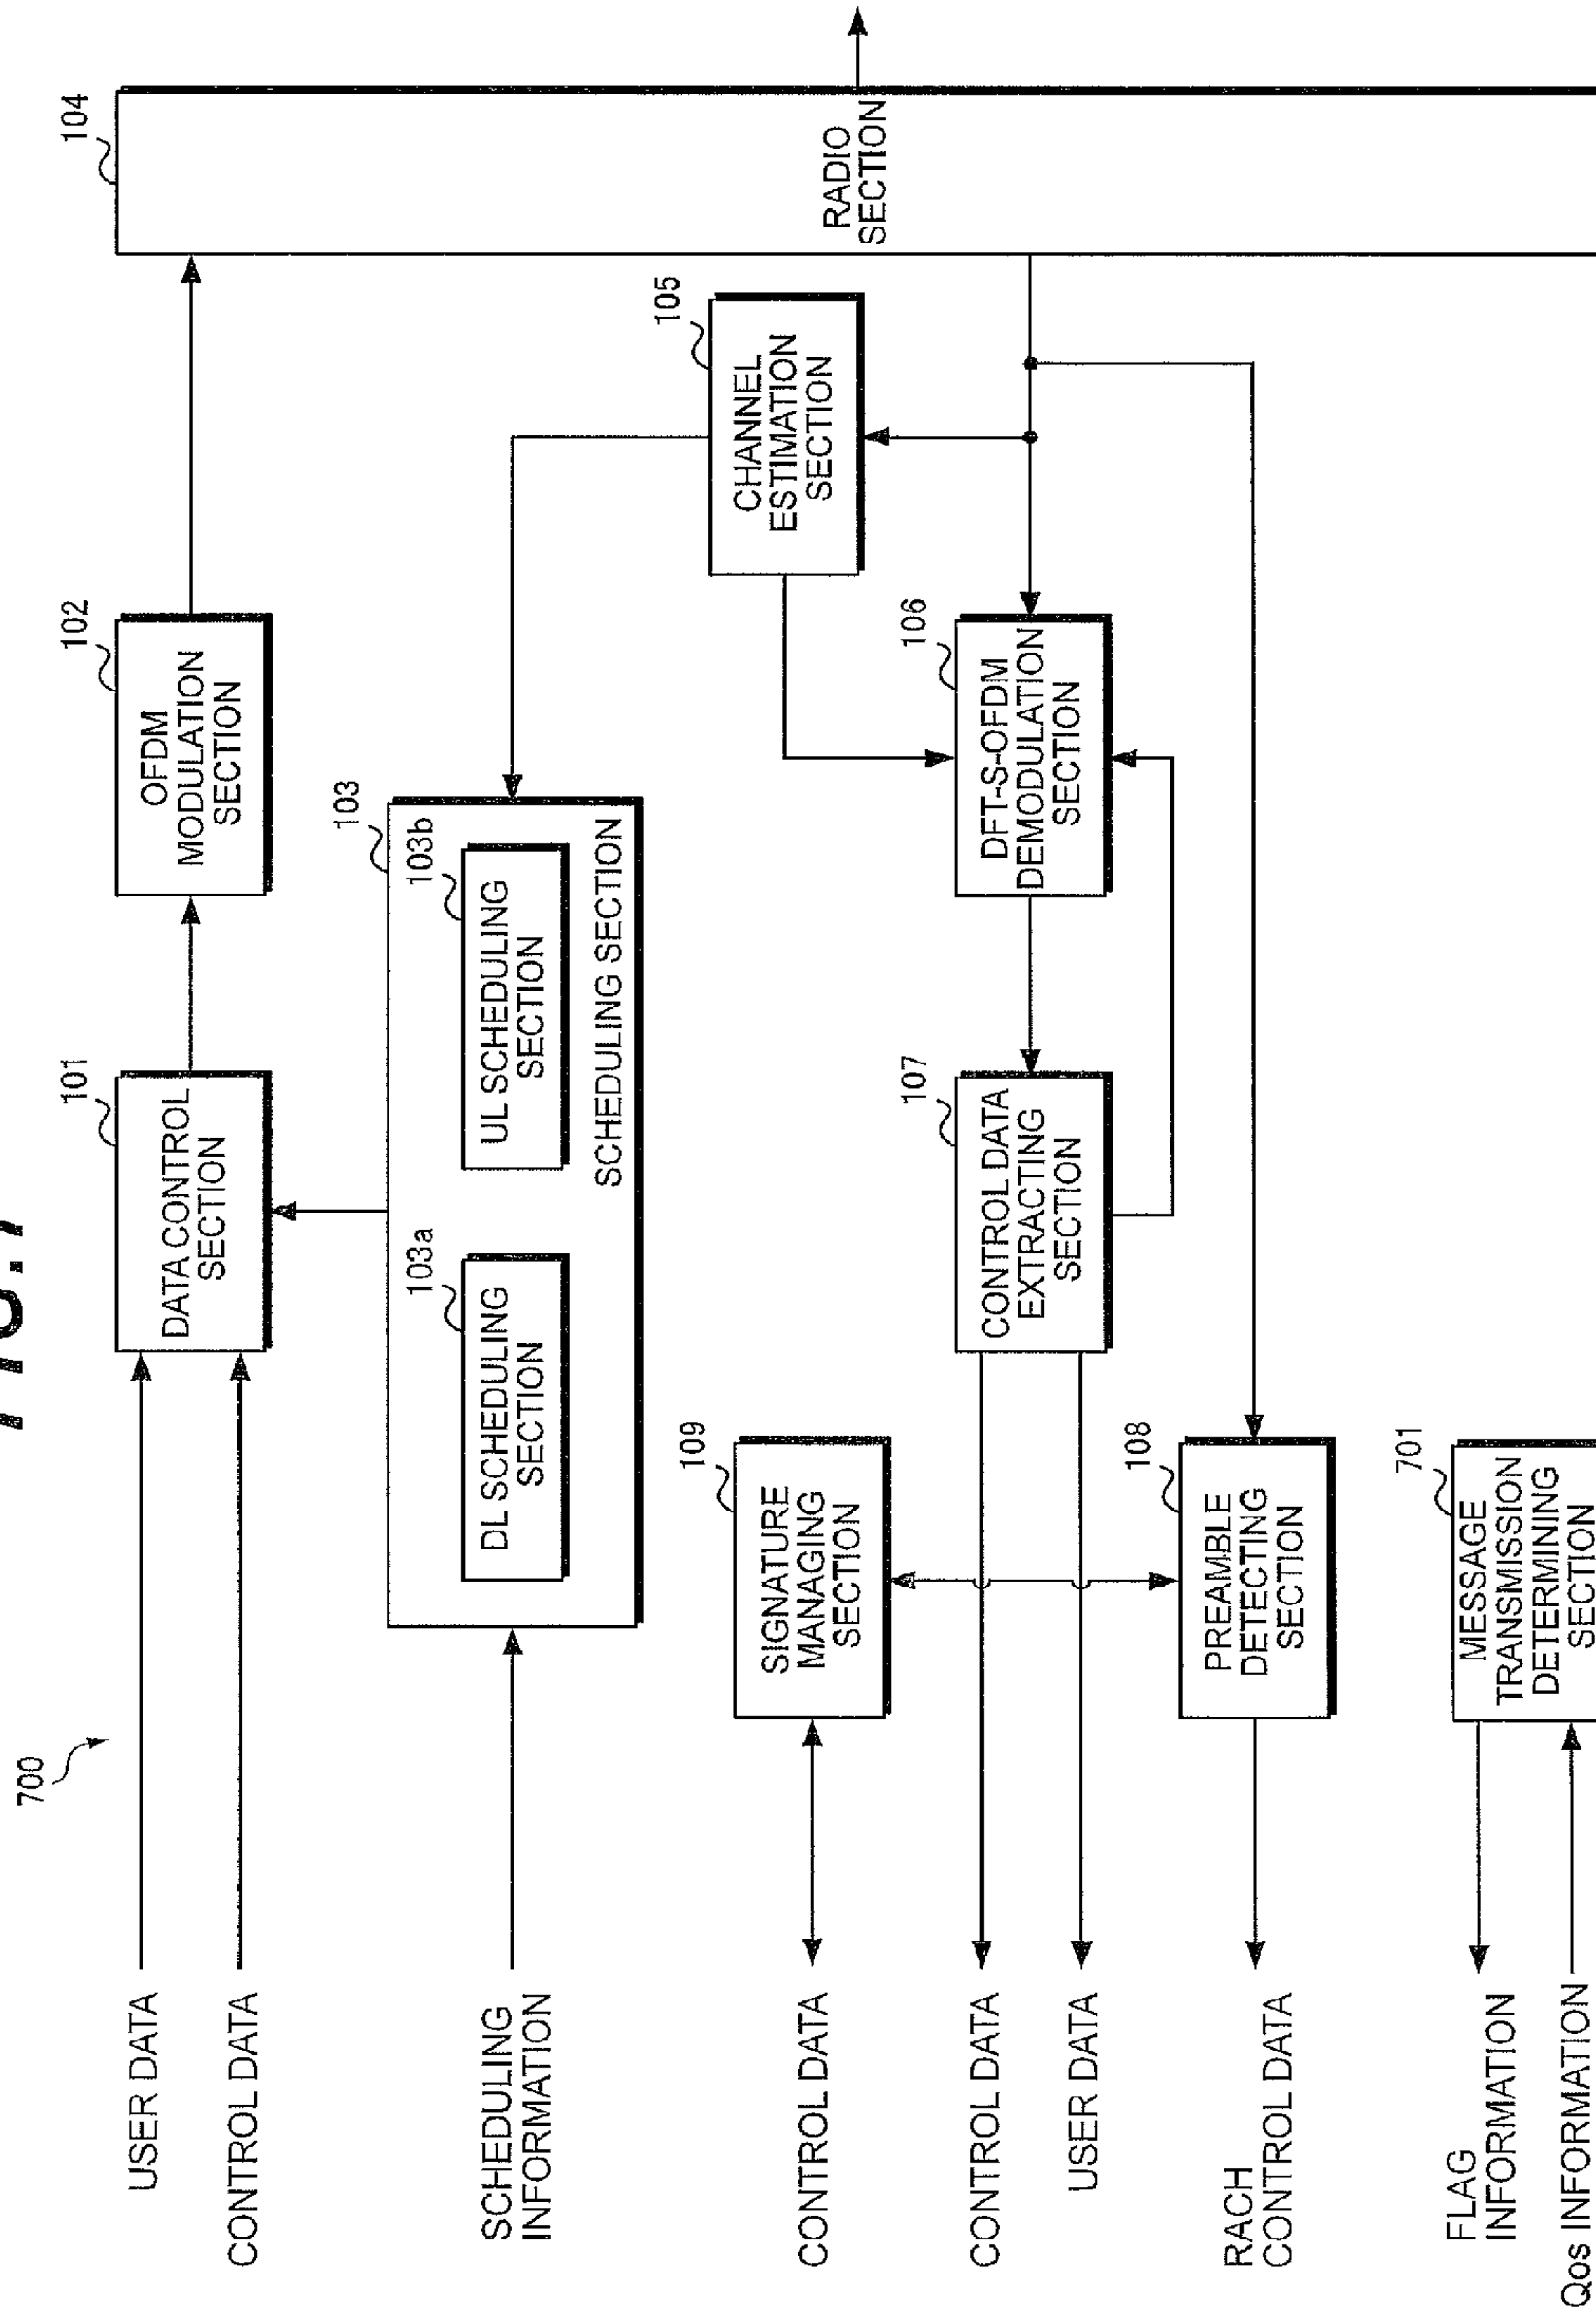 700
USER DATA
CONTROL DATA
101
DATA CONTROL
SECTION
102
OFDM
MODULATION
SECTION
104
RADIO
SECTION
SCHEDULING
INFORMATION
103
103a
DL SCHEDULING
SECTION
103b
UL SCHEDULING
SECTION
SCHEDULING SECTION
105
CHANNEL
ESTIMATION
SECTION
CONTROL DATA
109
SIGNATURE
MANAGING
SECTION
CONTROL DATA
USER DATA
107
CONTROL DATA
EXTRACTING
SECTION
106
DFT-S-OFDM
DEMODULATION
SECTION
RACH
CONTROL DATA
108
PREAMBLE
DETECTING
SECTION
FLAG
INFORMATION
Qos INFORMATION
701
MESSAGE
TRANSMISSION
DETERMINING
SECTION